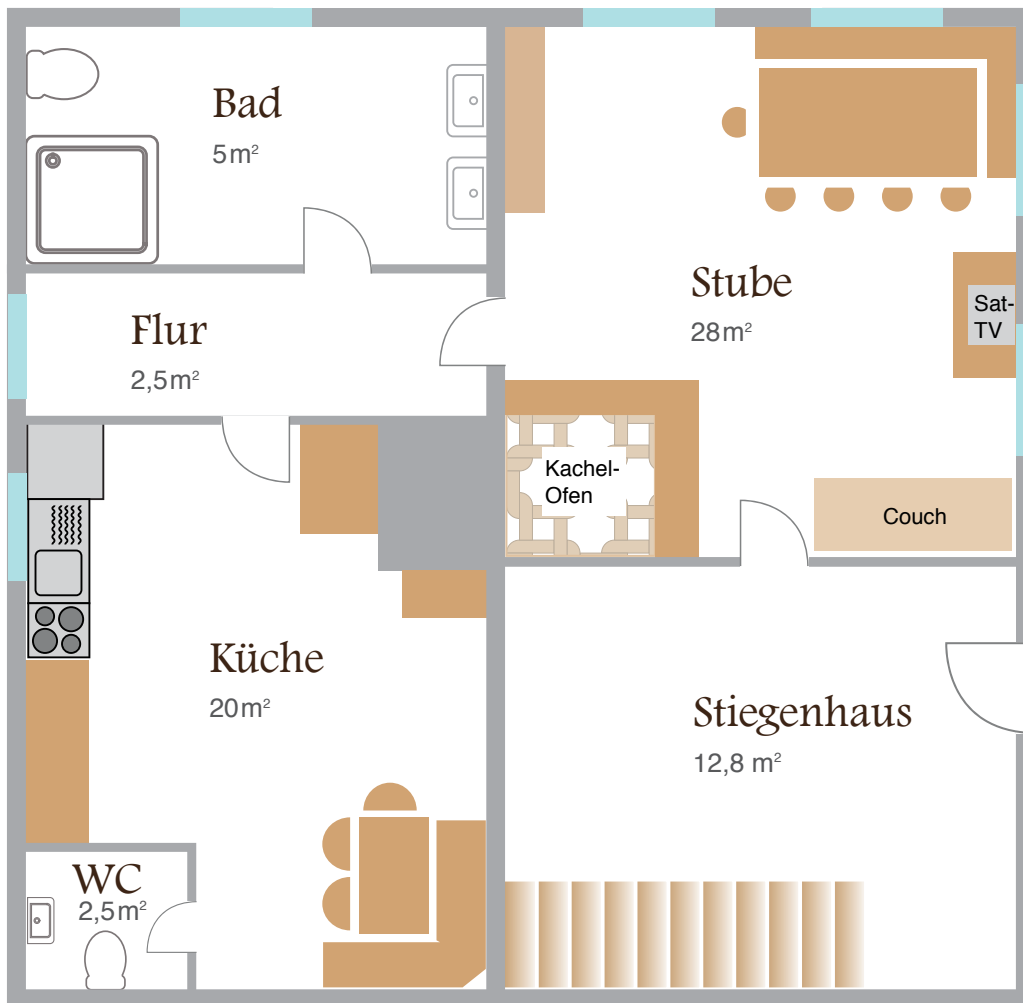 Bad
5m²
Stube
28m²
Sat-
TV
Flur
2,5m²
Kachel-
Ofen
Couch
Küche
20m²
Stiegenhaus
12,8 m²
WC
2,5m²